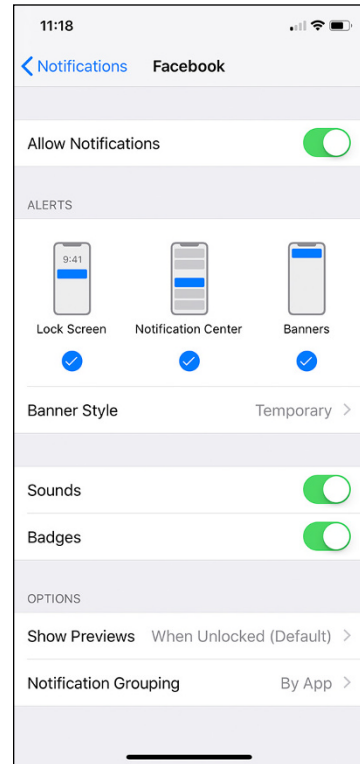 11:18
Notifications Facebook
Allow Notifications
ALERTS
9:41
Lock Screen Notification Center Banners
Banner Style Temporary
Sounds
Badges
OPTIONS
Show Previews When Unlocked (Default)
Notification Grouping By App